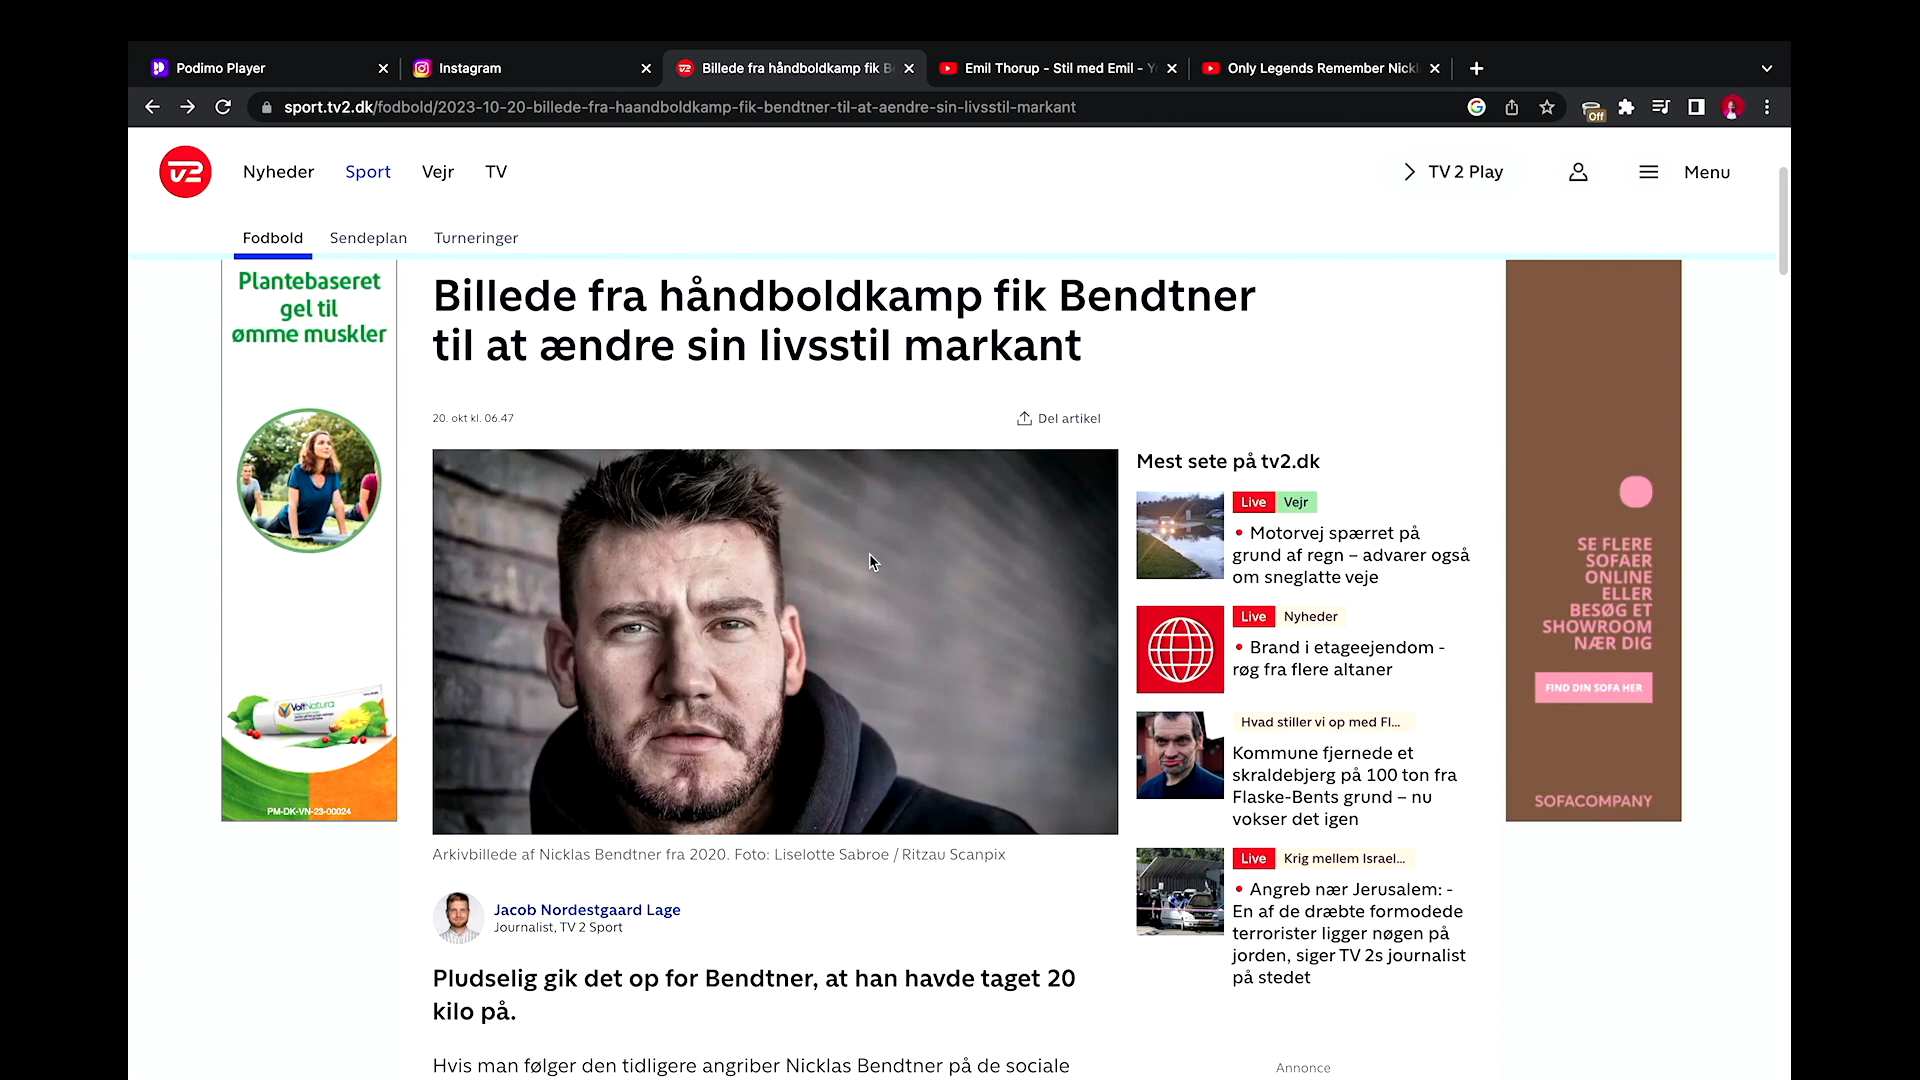 Podimo Player
Instagram
Billede fra håndboldkamp fik B
Emil Thorup - Stil med Emil - Y
Only Legends Remember Nickl
sport.tv2.dk/fodbold/2023-10-20-billede-fra-haandboldkamp-fik-bendtner-til-at-aendre-sin-livsstil-markant
Off
Nyheder
Sport
Vejr
TV
TV 2 Play
Menu
Fodbold
Sendeplan
Turneringer
Plantebaseret
gel til
ømme muskler
VoltNatura
PM-DK-VN-23-00024
Billede fra håndboldkamp fik Bendtner
til at ændre sin livsstil markant
20. okt kl. 06.47
Del artikel
Arkivbillede af Nicklas Bendtner fra 2020. Foto: Liselotte Sabroe / Ritzau Scanpix
Jacob Nordestgaard Lage
Journalist, TV 2 Sport
Pludselig gik det op for Bendtner, at han havde taget 20
kilo på.
Hvis man følger den tidligere angriber Nicklas Bendtner på de sociale
Mest sete på tv2.dk
Live Vejr
• Motorvej spærret på
grund af regn – advarer også
om sneglatte veje
Live Nyheder
• Brand i etageejendom -
røg fra flere altaner
Hvad stiller vi op med Fl...
Kommune fjernede et
skraldebjerg på 100 ton fra
Flaske-Bents grund – nu
vokser det igen
Live Krig mellem Israel...
• Angreb nær Jerusalem: -
En af de dræbte formodede
terrorister ligger nøgen på
jorden, siger TV 2s journalist
på stedet
Annonce
SE FLERE
SOFAER
ONLINE
ELLER
BESØG ET
SHOWROOM
NÆR DIG
FIND DIN SOFA HER
SOFACOMPANY